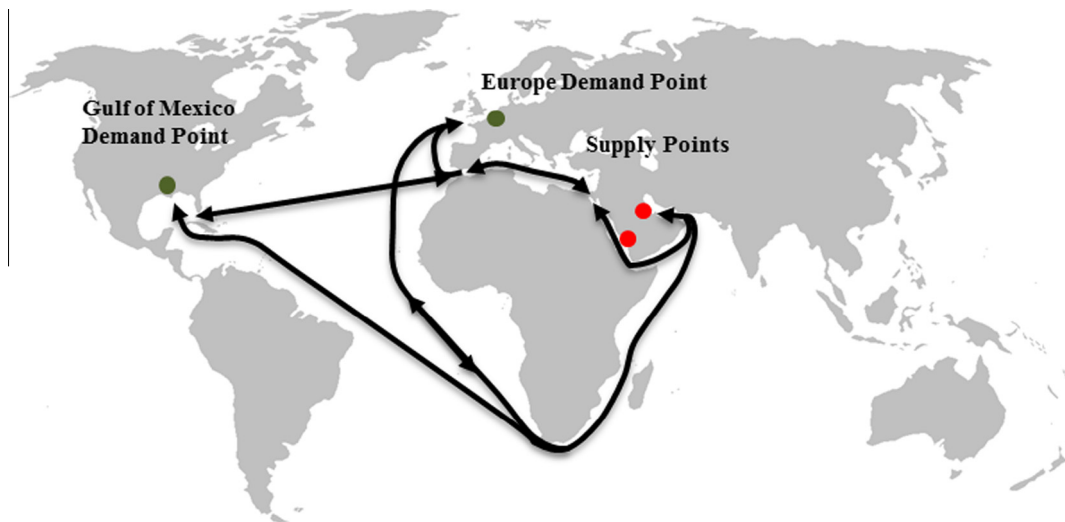 Europe Demand Point
Gulf of Mexico
Demand Point
Supply Points